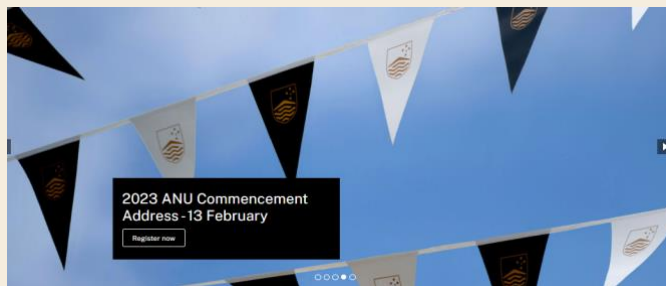 2023 ANU Commencement
Address - 13 February
Register now